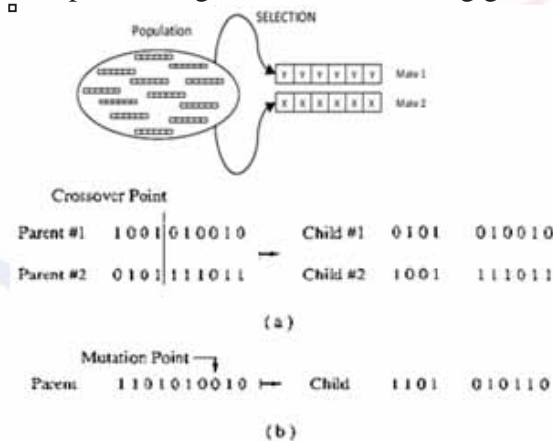 SELECTION
Population
Y Y Y Y Y Y Mate 1
X X X X X X Mate 2
Crossover Point
Parent #1 1001 010010 Child #1 0101 010010
Parent #2 0101 111011 Child #2 1001 111011
(a)
Mutation Point
Parent 1101010010 Child 1101 010110
(b)